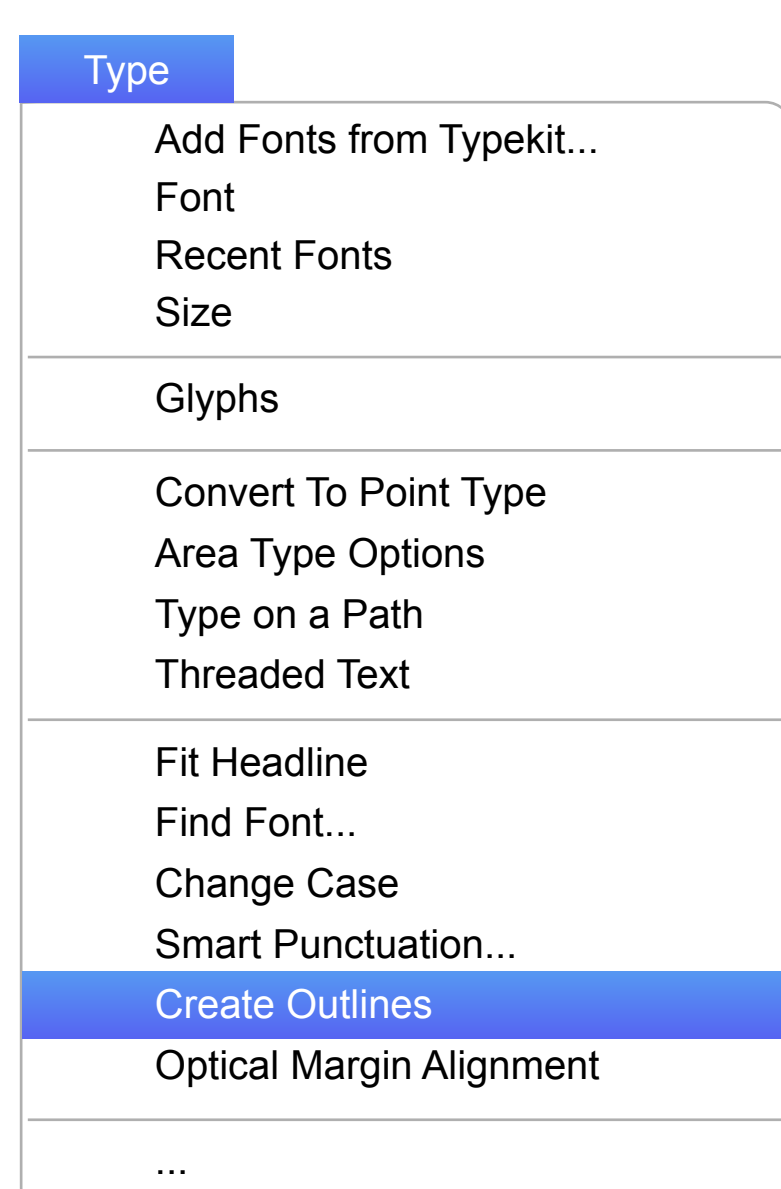 Type
Add Fonts from Typekit...
Font
Recent Fonts
Size
Glyphs
Convert To Point Type
Area Type Options
Type on a Path
Threaded Text
Fit Headline
Find Font...
Change Case
Smart Punctuation...
Create Outlines
Optical Margin Alignment
...